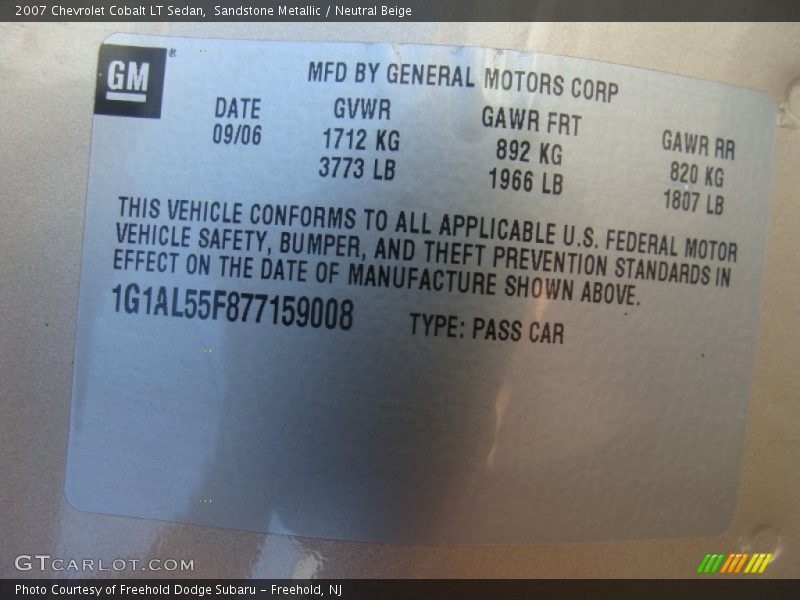 2007 Chevrolet Cobalt LT Sedan, Sandstone Metallic / Neutral Beige
GM®
MFD BY GENERAL MOTORS CORP
DATE GVWR GAWR FRT GAWR RR
09/06 1712 KG 892 KG 820 KG
3773 LB 1966 LB 1807 LB
THIS VEHICLE CONFORMS TO ALL APPLICABLE U.S. FEDERAL MOTOR
VEHICLE SAFETY, BUMPER, AND THEFT PREVENTION STANDARDS IN
EFFECT ON THE DATE OF MANUFACTURE SHOWN ABOVE.
1G1AL55F877159008 TYPE: PASS CAR
GTCARLOT.COM
Photo Courtesy of Freehold Dodge Subaru – Freehold, NJ